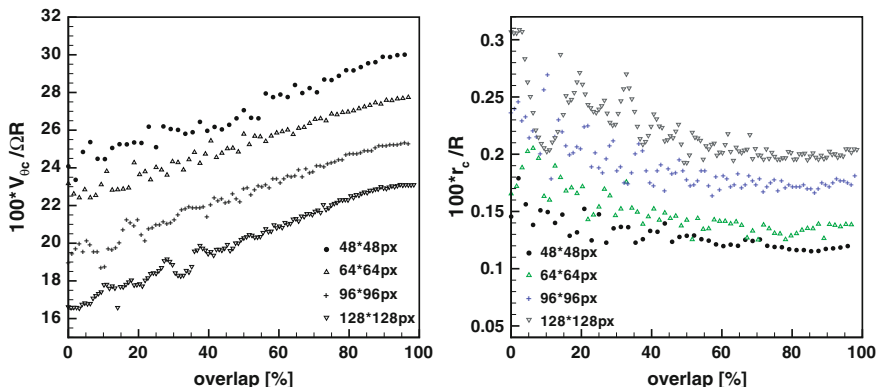 100* Vθc /ΩR
32
30
28
26
24
22
20
18
16
0 20 40 60 80 100
overlap [%]
48*48px
64*64px
96*96px
128*128px
100*rc /R
0.3
0.25
0.2
0.15
0.1
0.05
0 20 40 60 80 100
overlap [%]
48*48px
64*64px
96*96px
128*128px